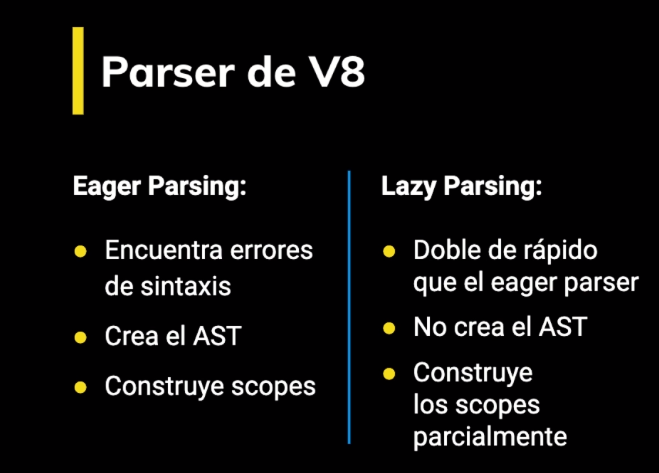 Parser de V8
Eager Parsing:
● Encuentra errores
de sintaxis
● Crea el AST
● Construye scopes
Lazy Parsing:
● Doble de rápido
que el eager parser
● No crea el AST
● Construye
los scopes
parcialmente